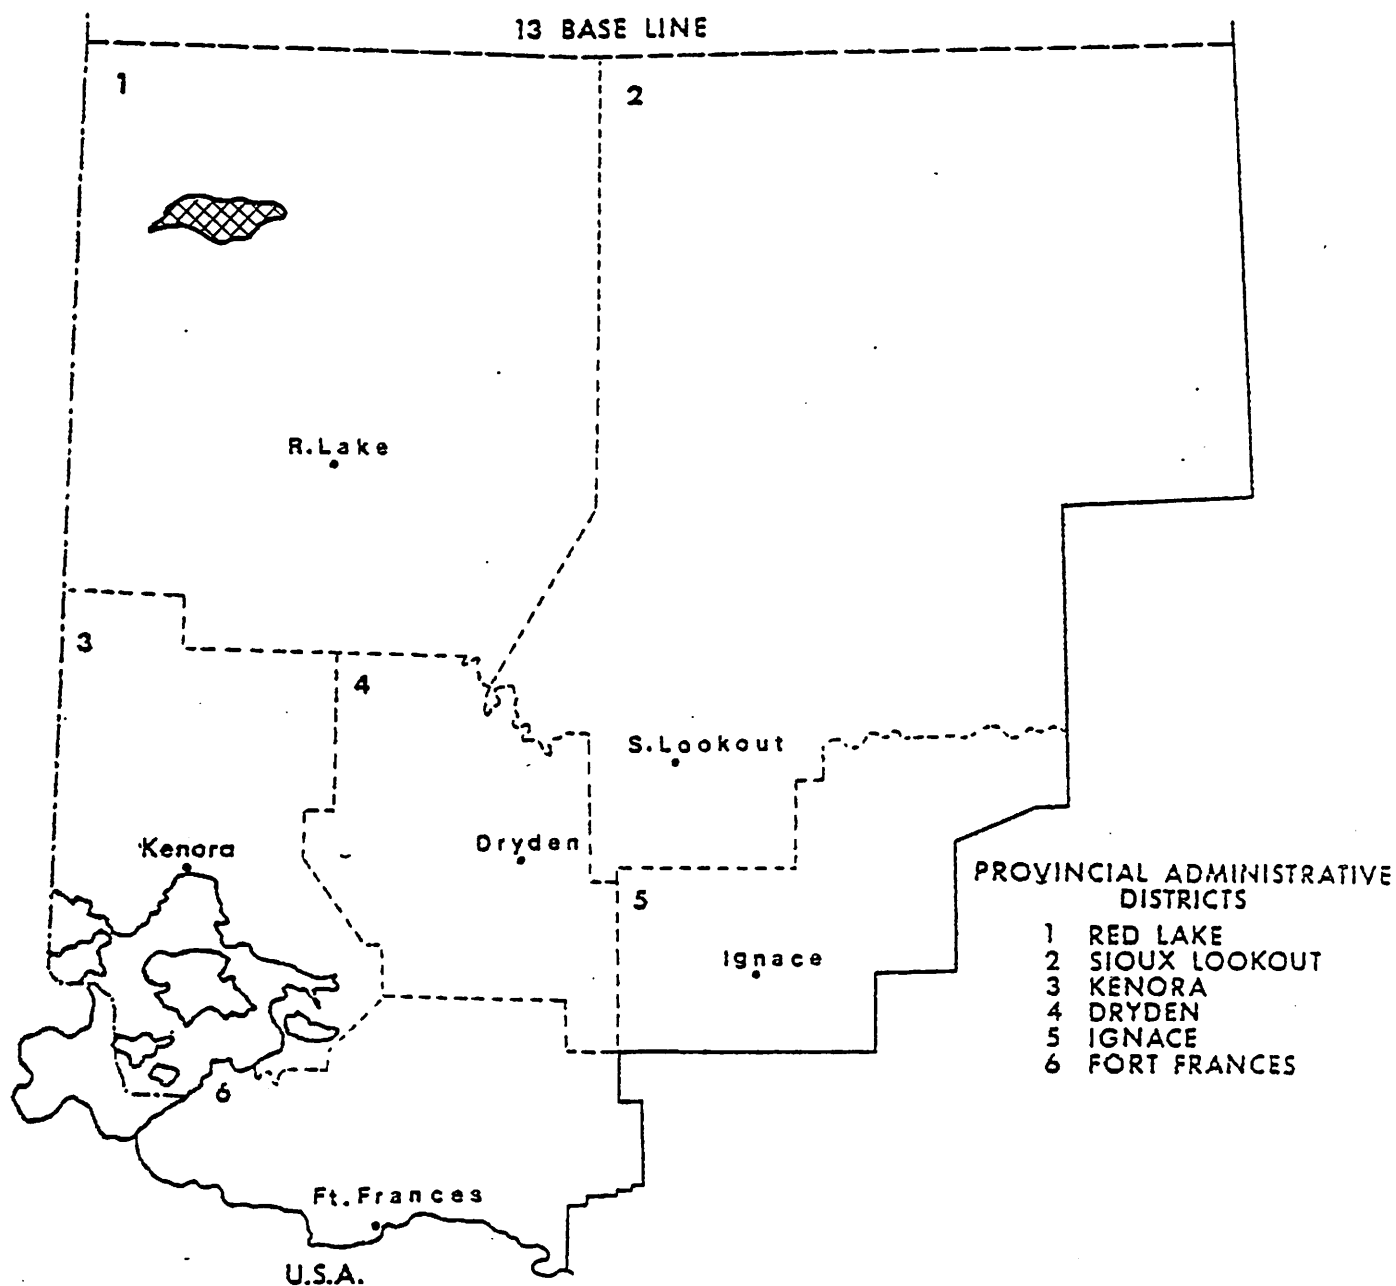 13 BASE LINE
1
2
R.Lake
3
4
S.Lookout
Kenora
Dryden
5
Ignace
6
Ft.Frances
U.S.A.
PROVINCIAL ADMINISTRATIVE
DISTRICTS
1 RED LAKE
2 SIOUX LOOKOUT
3 KENORA
4 DRYDEN
5 IGNACE
6 FORT FRANCES